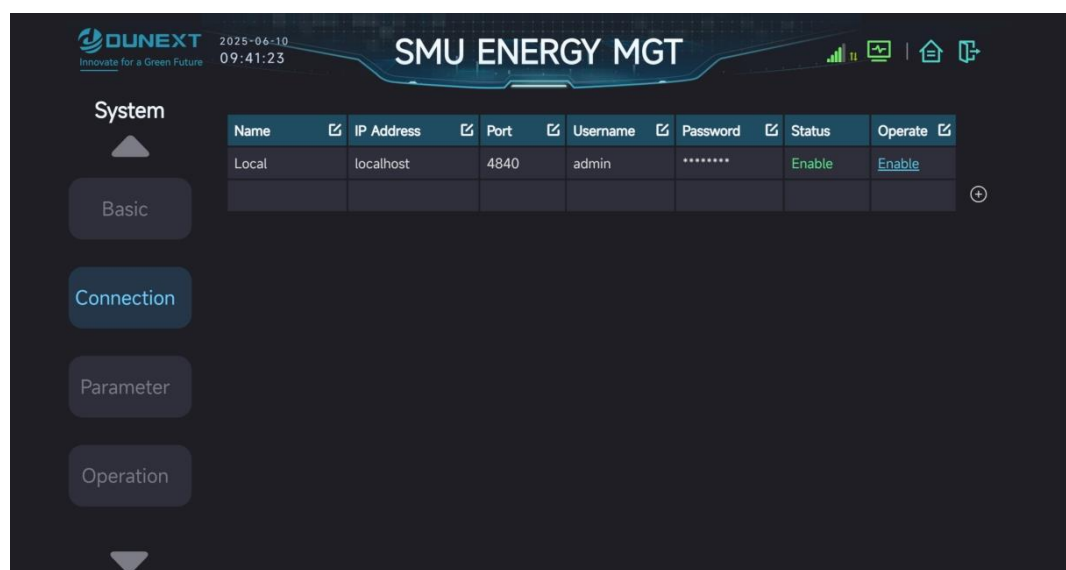 DUNEXT
Innovate for a Green Future
2025-06-10
09:41:23
SMU ENERGY MGT
System
Basic
Connection
Parameter
Operation
Name IP Address Port Username Password Status Operate
Local localhost 4840 admin ******** Enable Enable